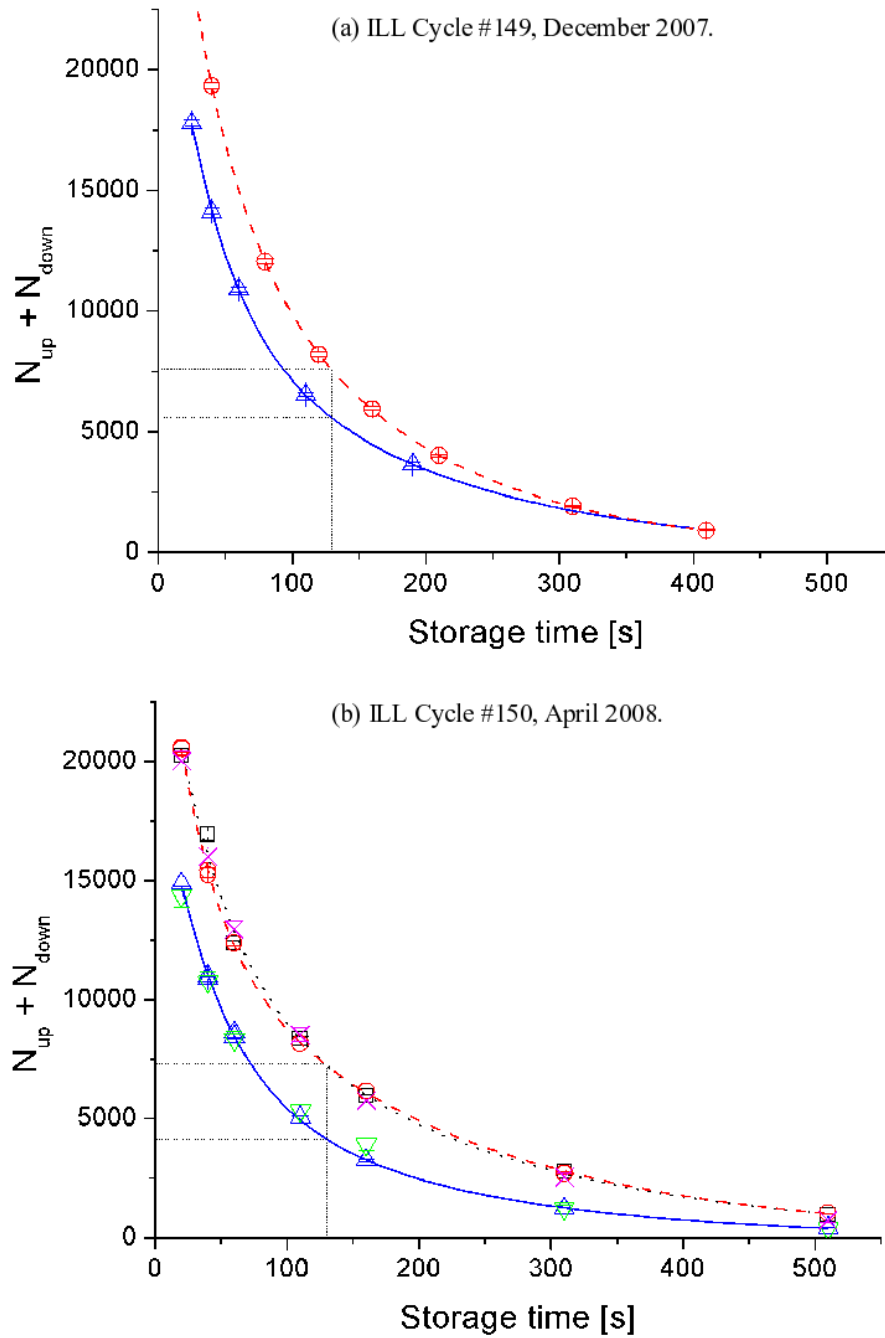 (a) ILL Cycle #149, December 2007.
20000
15000
10000
5000
0
N_up + N_down
0 100 200 300 400 500
Storage time [s]
(b) ILL Cycle #150, April 2008.
20000
15000
10000
5000
0
N_up + N_down
0 100 200 300 400 500
Storage time [s]